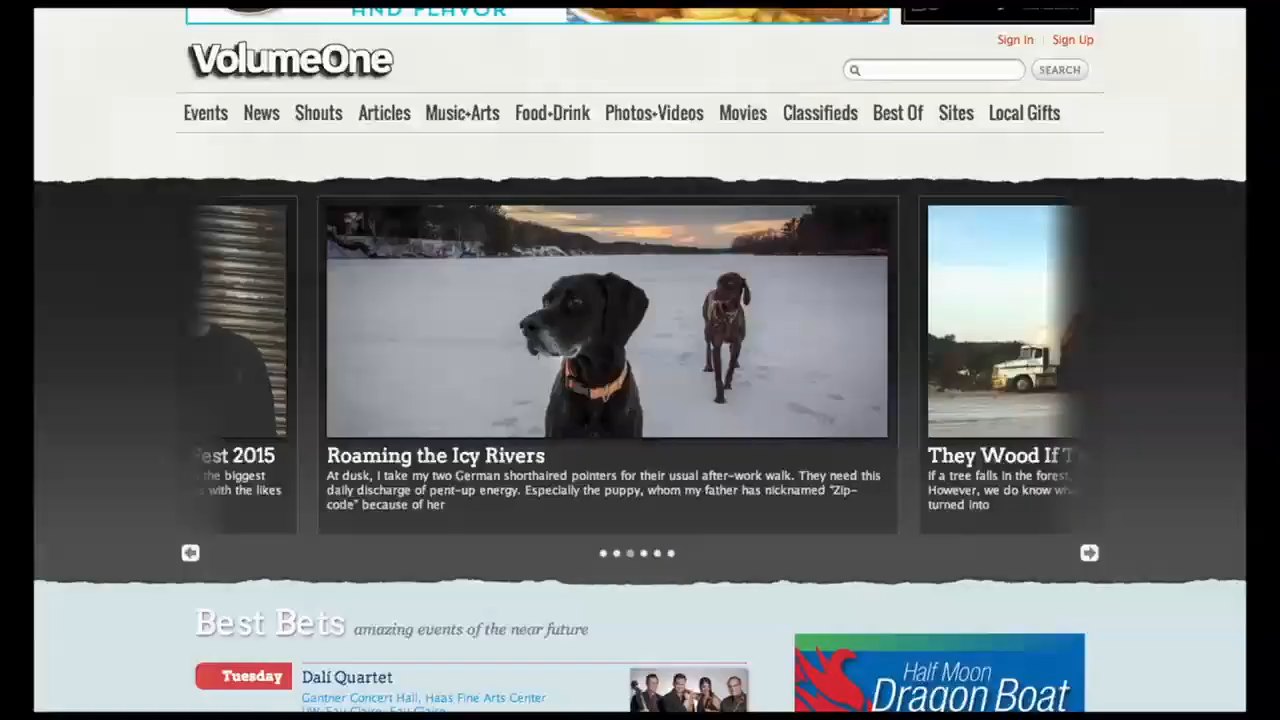 AND FLAVOR
Sign In
Sign Up
VolumeOne
SEARCH
Events News Shouts Articles Music+Arts Food+Drink Photos+Videos Movies Classifieds Best Of Sites Local Gifts
Fest 2015
the biggest
with the likes
Roaming the Icy Rivers
At dusk, I take my two German shorthaired pointers for their usual after-work walk. They need this
daily discharge of pent-up energy. Especially the puppy, whom my father has nicknamed "Zip-
code" because of her
They Wood If
If a tree falls in the forest,
However, we do know
turned into
Best Bets amazing events of the near future
Tuesday
Dalí Quartet
Gantner Concert Hall, Haas Fine Arts Center
Half Moon
Dragon Boat